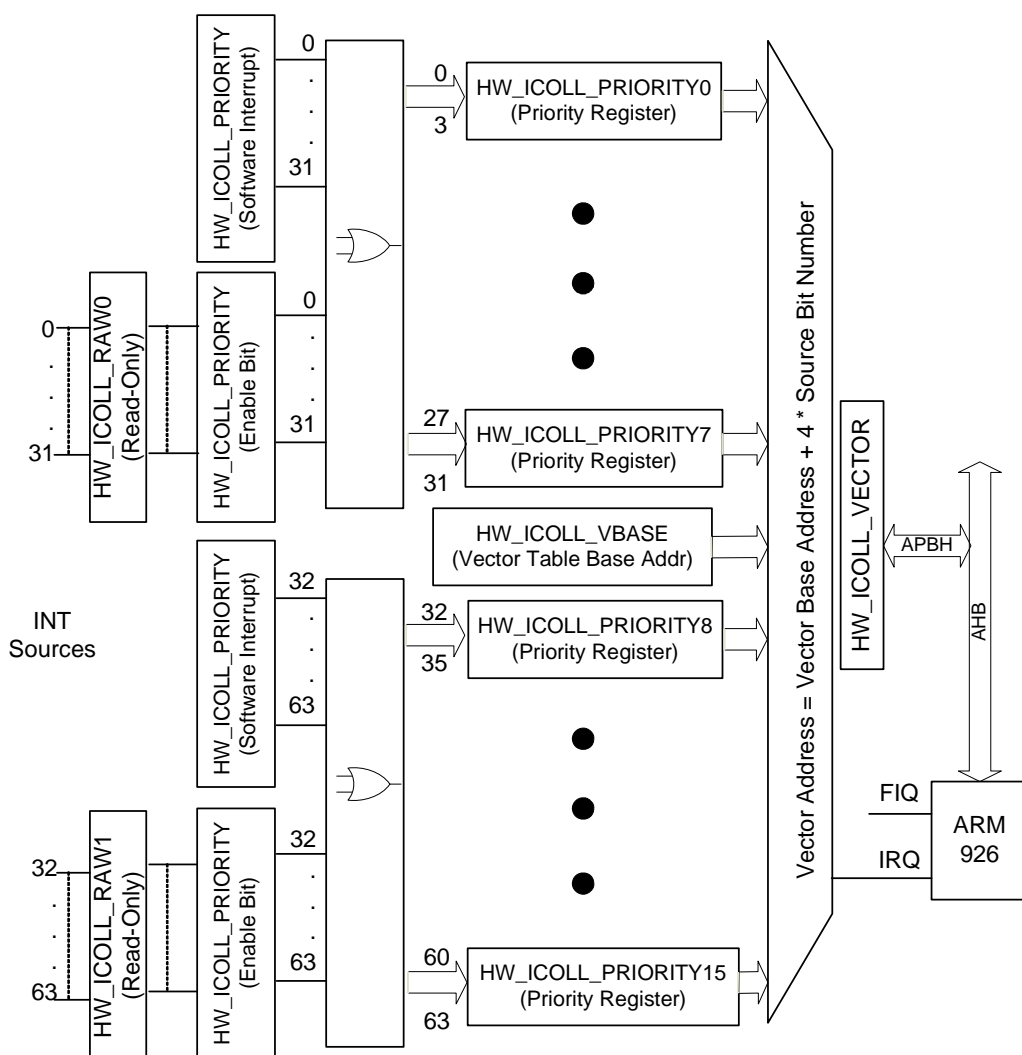 HW_ICOLL_PRIORITY
(Software Interrupt)
0
31
0
3
HW_ICOLL_PRIORITY0
(Priority Register)
0
31
HW_ICOLL_RAW0
(Read-Only)
HW_ICOLL_PRIORITY
(Enable Bit)
0
31
27
31
HW_ICOLL_PRIORITY7
(Priority Register)
HW_ICOLL_VBASE
(Vector Table Base Addr)
INT
Sources
HW_ICOLL_PRIORITY
(Software Interrupt)
32
63
32
35
HW_ICOLL_PRIORITY8
(Priority Register)
32
63
HW_ICOLL_RAW1
(Read-Only)
HW_ICOLL_PRIORITY
(Enable Bit)
32
63
60
63
HW_ICOLL_PRIORITY15
(Priority Register)
Vector Address = Vector Base Address + 4 * Source Bit Number
HW_ICOLL_VECTOR
APBH
AHB
FIQ
IRQ
ARM
926